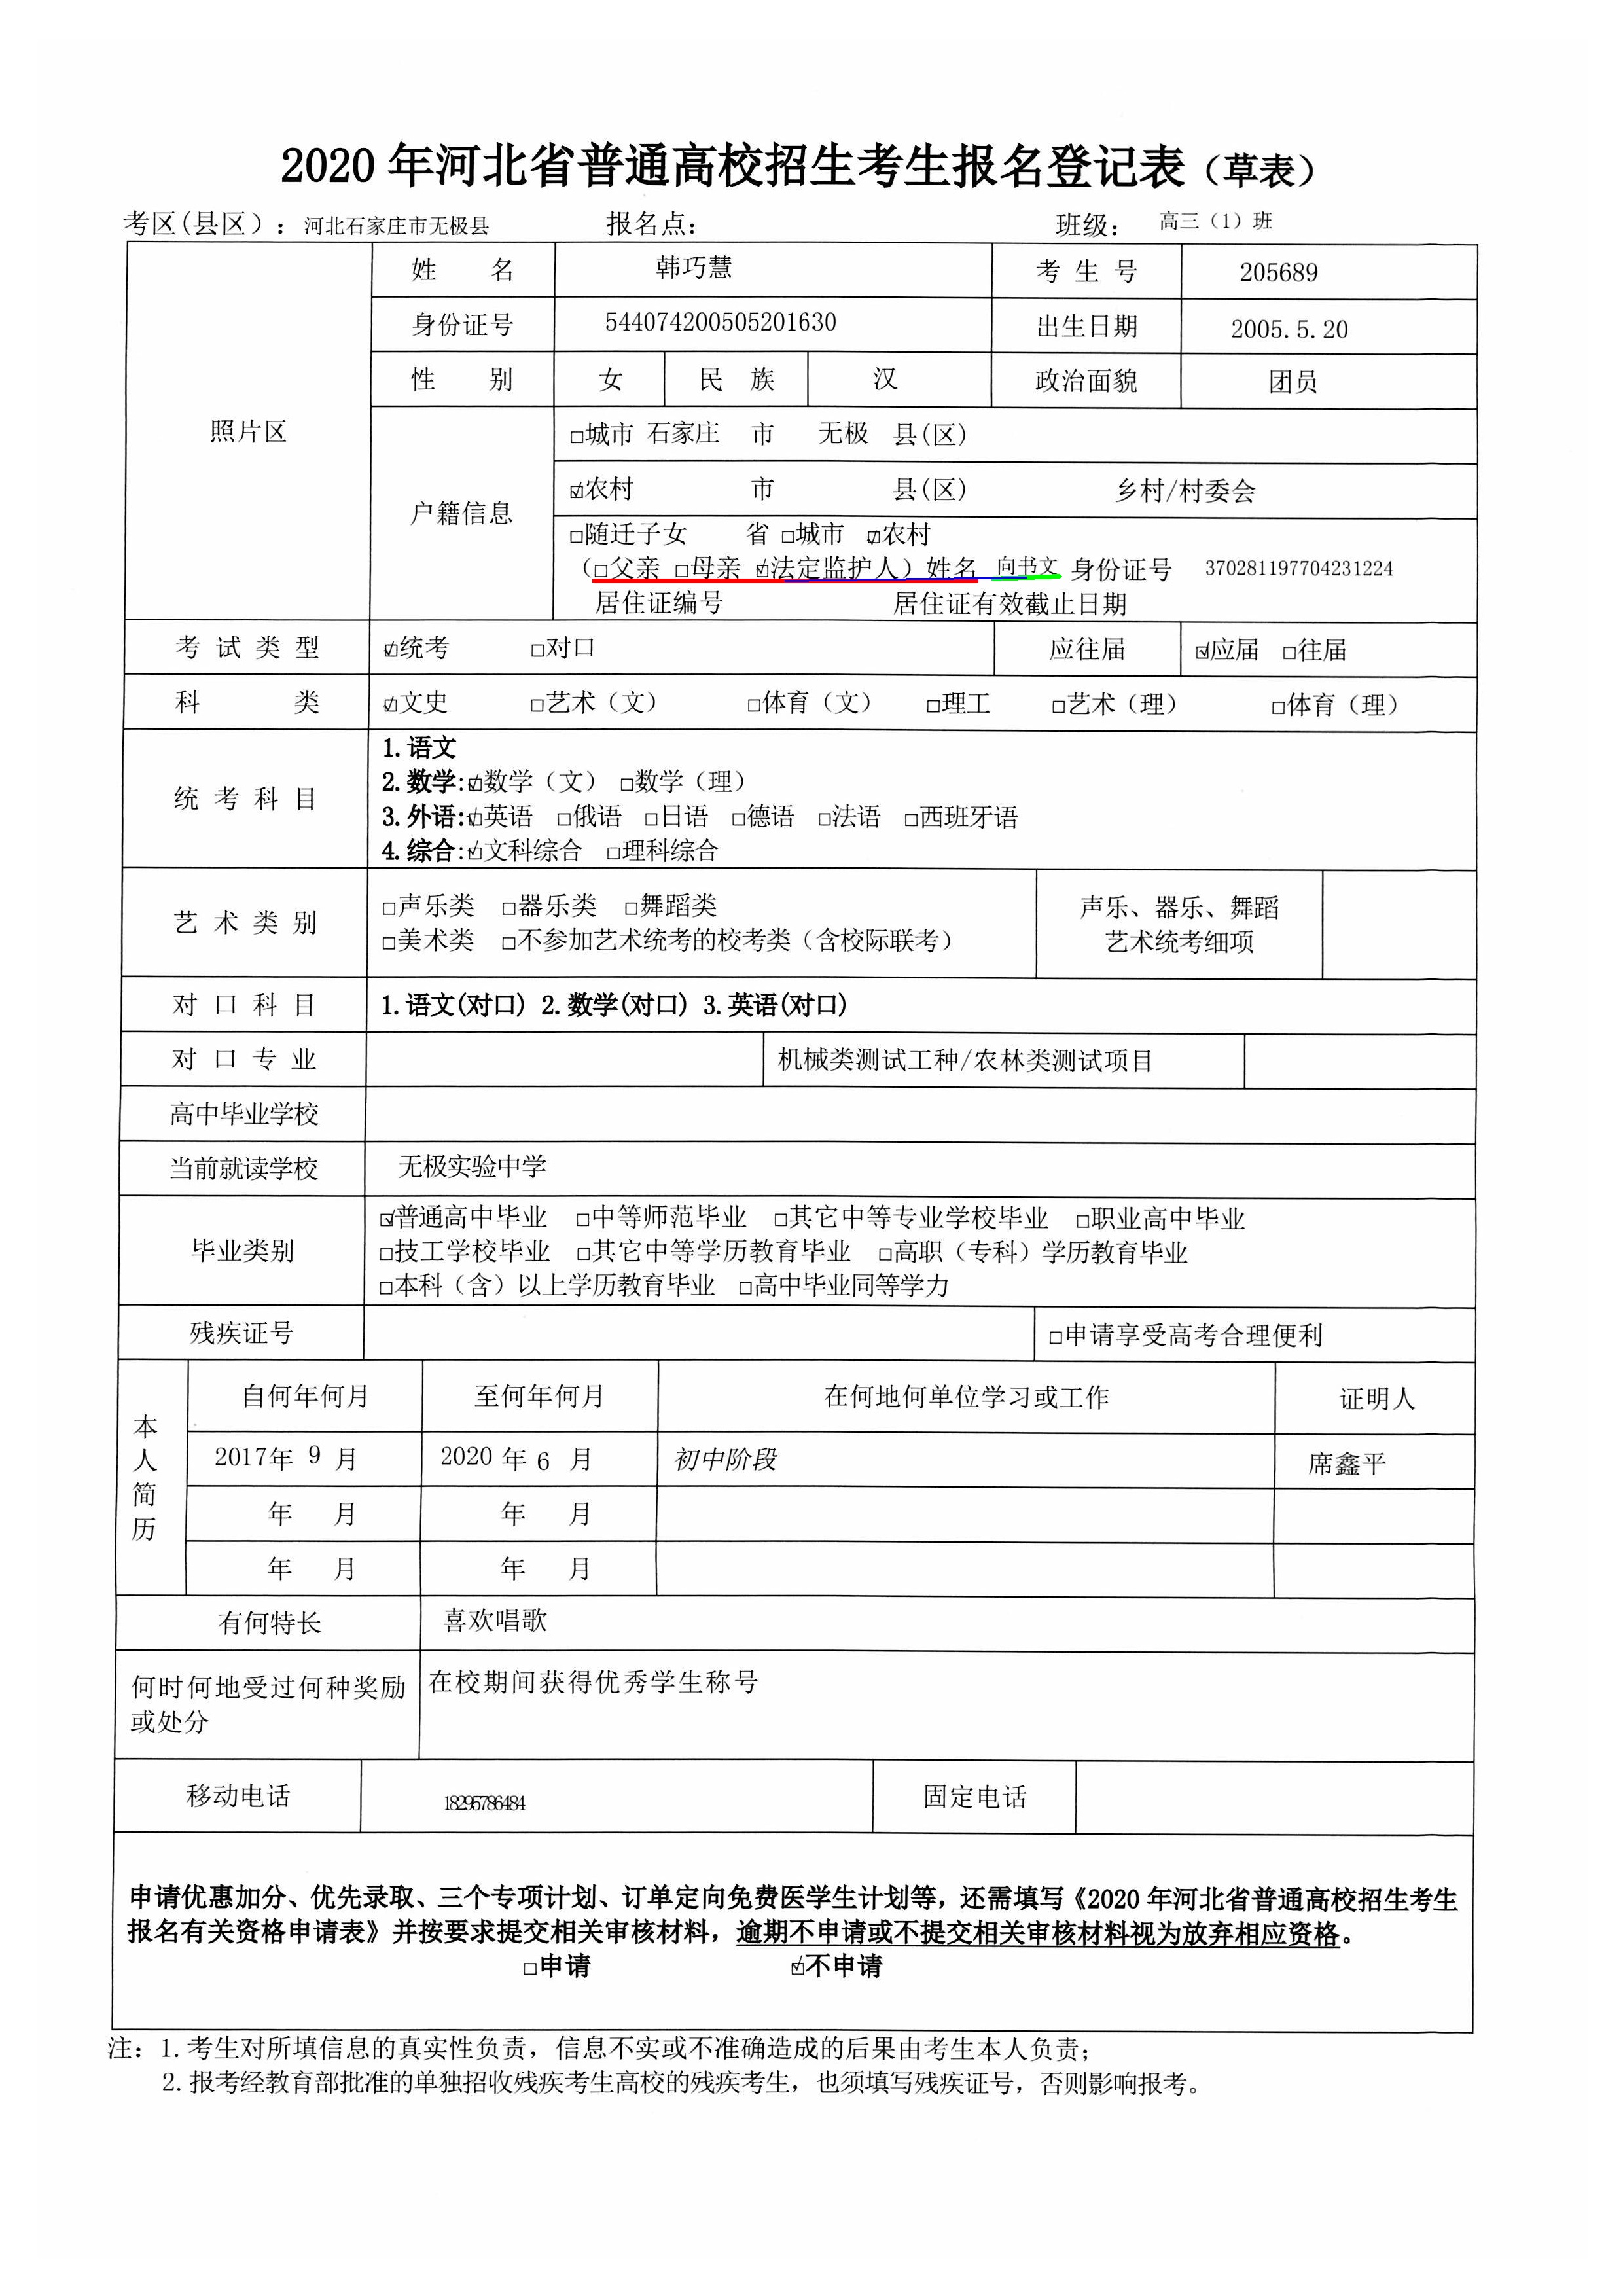 2020年河北省普通高校招生考生报名登记表（草表）
考区(县区）：河北石家庄市无极县 报名点： 班级： 高三（1）班
照片区
姓 名 韩巧慧 考 生 号 205689
身份证号 544074200505201630 出生日期 2005.5.20
性 别 女 民 族 汉 政治面貌 团员
户籍信息
□城市 石家庄 市 无极 县(区)
☑农村 市 县(区) 乡村/村委会
□随迁子女 省 □城市 ☑农村
（□父亲 □母亲 ☑法定监护人）姓名 向书文 身份证号 370281197704231224
居住证编号 居住证有效截止日期
考 试 类 型 ☑统考 □对口 应往届 ☑应届 □往届
科 类 ☑文史 □艺术（文） □体育（文） □理工 □艺术（理） □体育（理）
统 考 科 目
1.语文
2.数学:☑数学（文） □数学（理）
3.外语:☑英语 □俄语 □日语 □德语 □法语 □西班牙语
4.综合:☑文科综合 □理科综合
艺 术 类 别
□声乐类 □器乐类 □舞蹈类
□美术类 □不参加艺术统考的校考类（含校际联考）
声乐、器乐、舞蹈
艺术统考细项
对 口 科 目 1.语文(对口) 2.数学(对口) 3.英语(对口)
对 口 专 业 机械类测试工种/农林类测试项目
高中毕业学校
当前就读学校 无极实验中学
毕业类别
☑普通高中毕业 □中等师范毕业 □其它中等专业学校毕业 □职业高中毕业
□技工学校毕业 □其它中等学历教育毕业 □高职（专科）学历教育毕业
□本科（含）以上学历教育毕业 □高中毕业同等学力
残疾证号 □申请享受高考合理便利
本人简历
自何年何月 至何年何月 在何地何单位学习或工作 证明人
2017年 9 月 2020 年 6 月 初中阶段 席鑫平
年 月 年 月
年 月 年 月
有何特长 喜欢唱歌
何时何地受过何种奖励
或处分
在校期间获得优秀学生称号
移动电话 18295786484 固定电话
申请优惠加分、优先录取、三个专项计划、订单定向免费医学生计划等，还需填写《2020年河北省普通高校招生考生
报名有关资格申请表》并按要求提交相关审核材料，逾期不申请或不提交相关审核材料视为放弃相应资格。
□申请 ☑不申请
注：1.考生对所填信息的真实性负责，信息不实或不准确造成的后果由考生本人负责；
2.报考经教育部批准的单独招收残疾考生高校的残疾考生，也须填写残疾证号，否则影响报考。